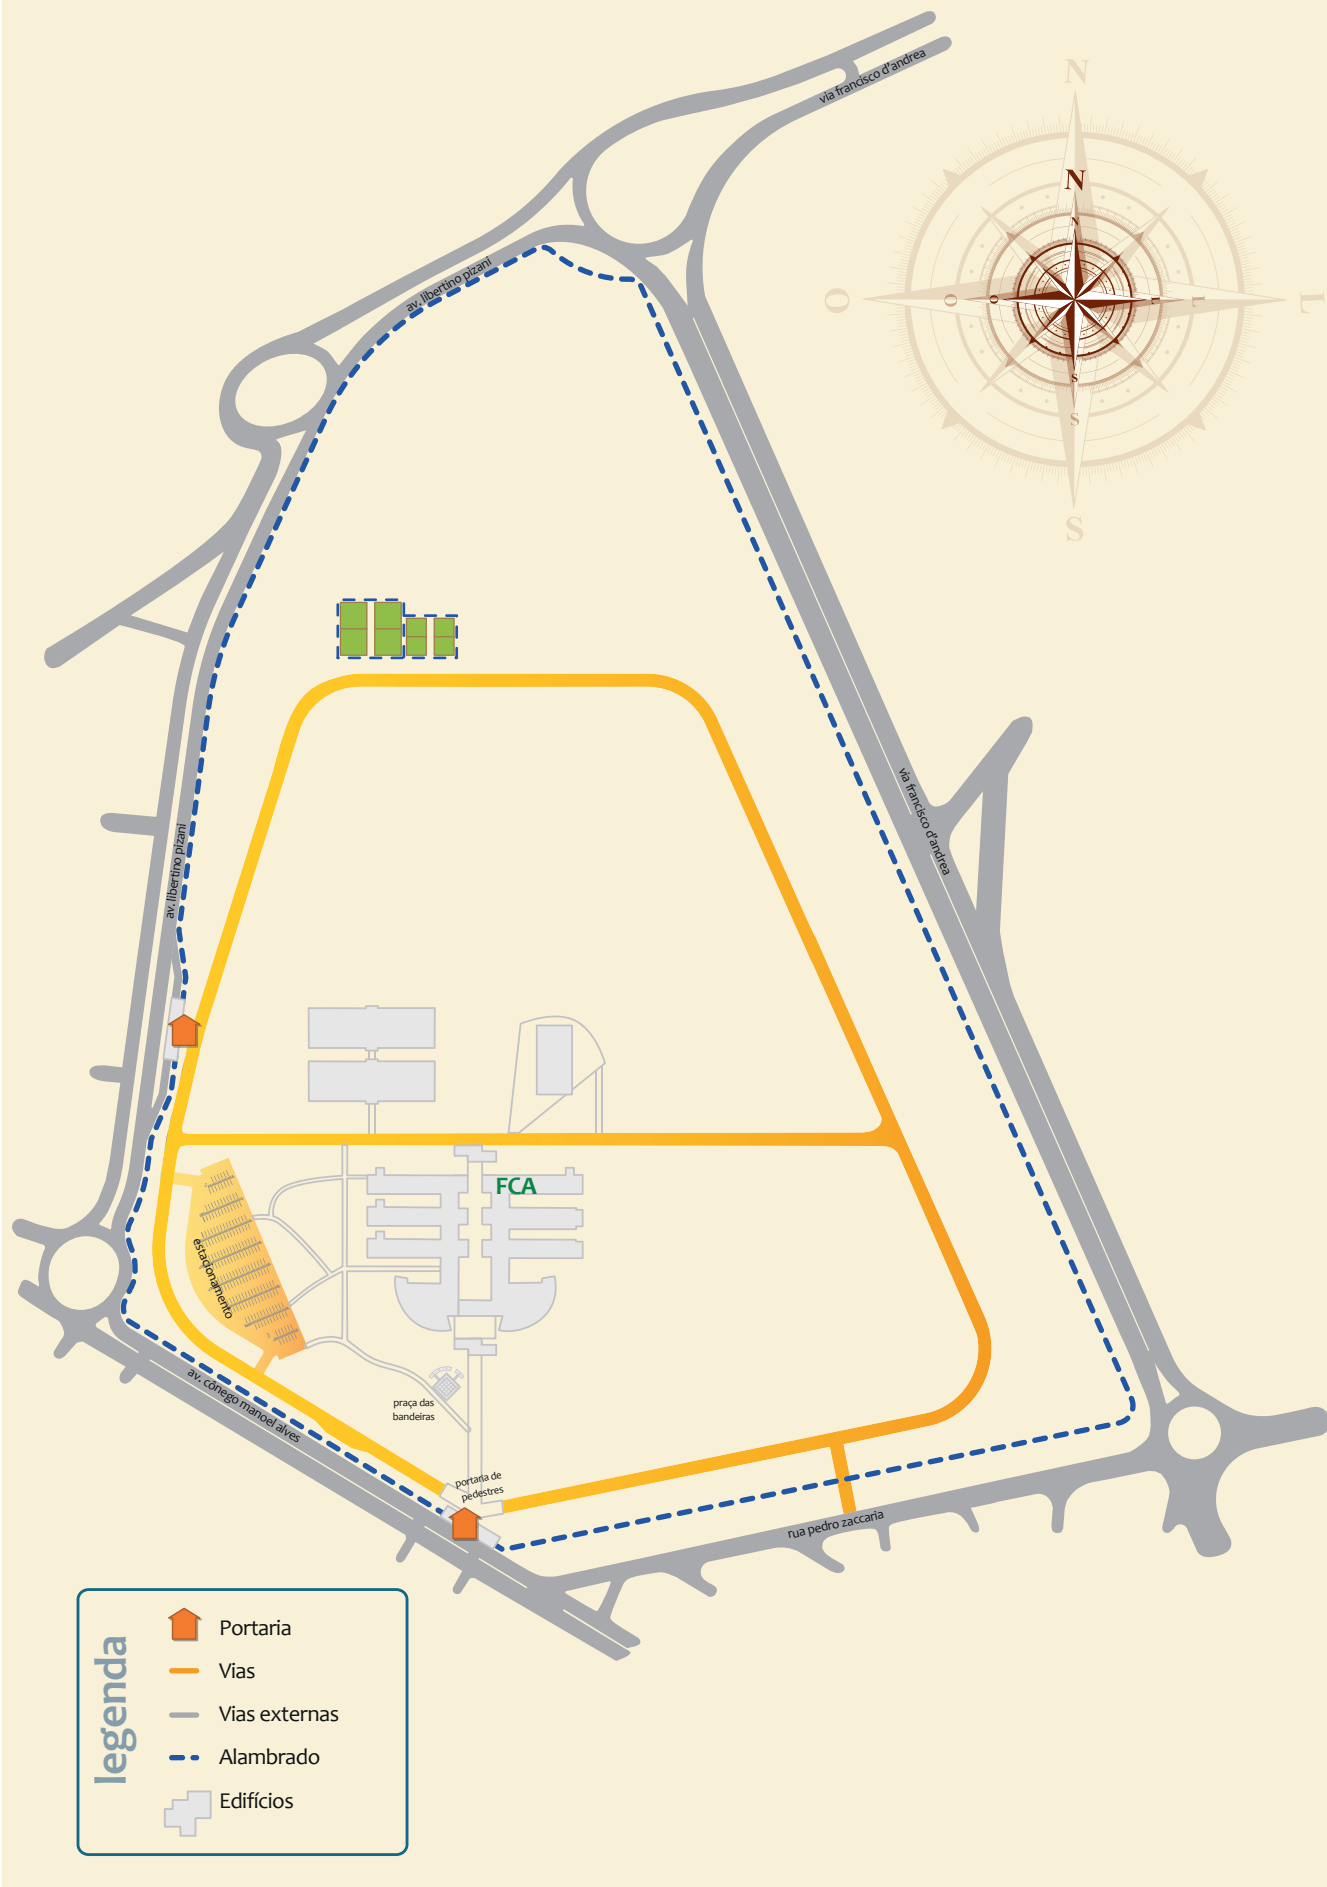 via francisco d'andrea
N
N
N
av. libertino pizani
O
O
O
L
L
L
S
S
S
via francisco d'andrea
av. libertino pizani
FCA
estacionamento
av. cônego manoel alves
praça das
bandeiras
portaria de
pedestres
rua pedro zaccaria
legenda
Portaria
Vias
Vias externas
Alambrado
Edifícios